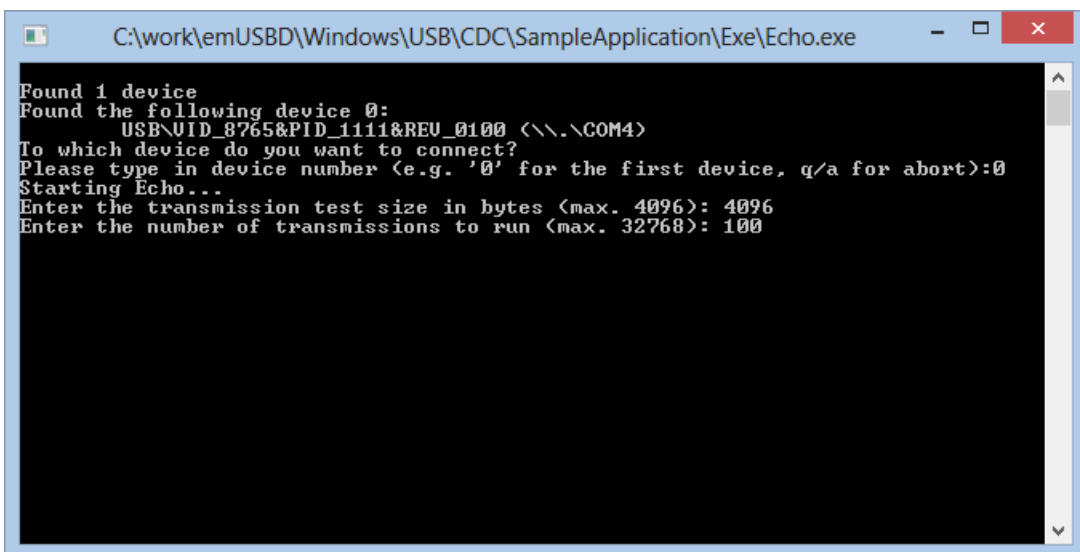 C:\work\emUSBD\Windows\USB\CDC\SampleApplication\Exe\Echo.exe
Found 1 device
Found the following device 0:
USB\VID_8765&PID_1111&REV_0100 (\\.\COM4)
To which device do you want to connect?
Please type in device number (e.g. '0' for the first device, q/a for abort):0
Starting Echo...
Enter the transmission test size in bytes (max. 4096): 4096
Enter the number of transmissions to run (max. 32768): 100